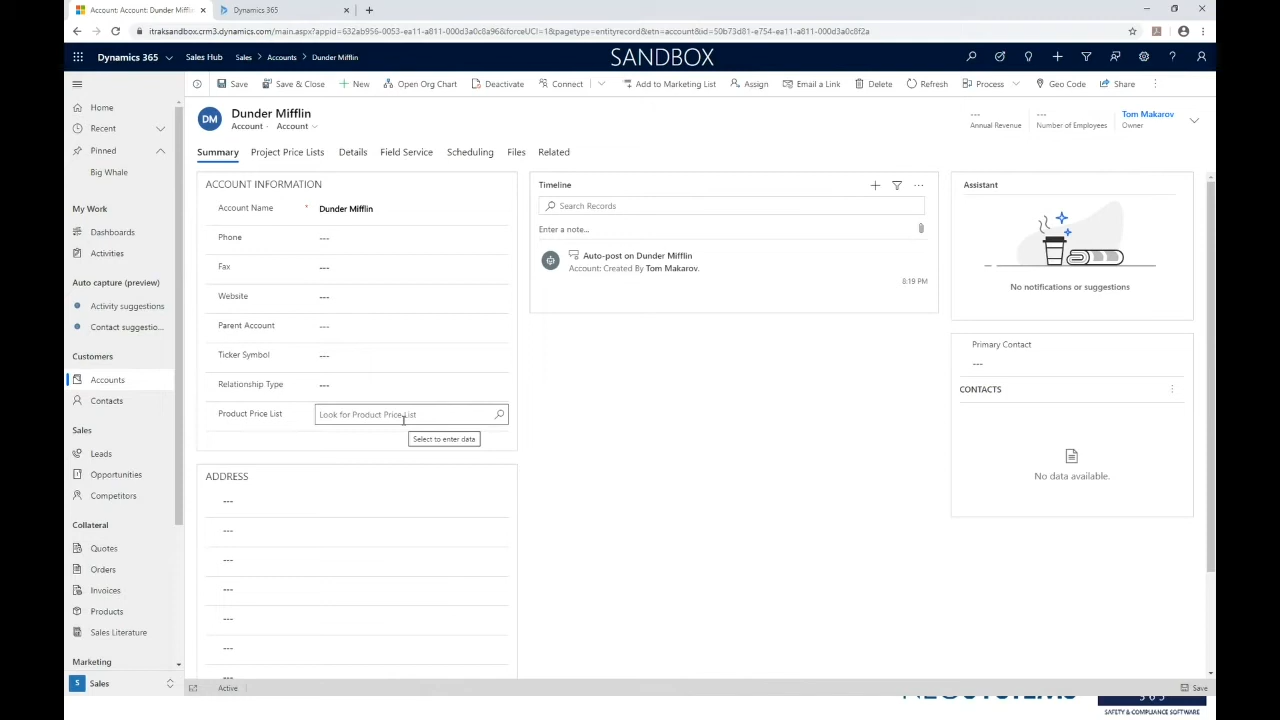 Account: Account: Dunder Miffl
Dynamics 365
itraksandbox.crm3.dynamics.com/main.aspx?appid=632ab956-0053-ea11-a811-000d3a0c8a96&forceUCI=1&pagetype=entityrecord&etn=account&id=50b73d81-e754-ea11-a811-000d3a0c8f2a
Dynamics 365
Sales Hub
Sales > Accounts > Dunder Mifflin
SANDBOX
Save
Save & Close
New
Open Org Chart
Deactivate
Connect
Add to Marketing List
Assign
Email a Link
Delete
Refresh
Process
Geo Code
Share
Home
Recent
Pinned
Big Whale
My Work
Dashboards
Activities
Auto capture (preview)
Activity suggestions
Contact suggestio...
Customers
Accounts
Contacts
Sales
Leads
Opportunities
Competitors
Collateral
Quotes
Orders
Invoices
Products
Sales Literature
Marketing
S Sales
DM
Dunder Mifflin
Account · Account
---
Annual Revenue
---
Number of Employees
Tom Makarov
Owner
Summary
Project Price Lists
Details
Field Service
Scheduling
Files
Related
ACCOUNT INFORMATION
Account Name * Dunder Mifflin
Phone ---
Fax ---
Website ---
Parent Account ---
Ticker Symbol ---
Relationship Type ---
Product Price List Look for Product Price List
Select to enter data
ADDRESS
---
---
---
---
---
---
---
Timeline
Search Records
Enter a note...
Auto-post on Dunder Mifflin
Account: Created By Tom Makarov.
8:19 PM
Assistant
No notifications or suggestions
Primary Contact
---
CONTACTS
No data available.
Active
Save
365
SAFETY & COMPLIANCE SOFTWARE